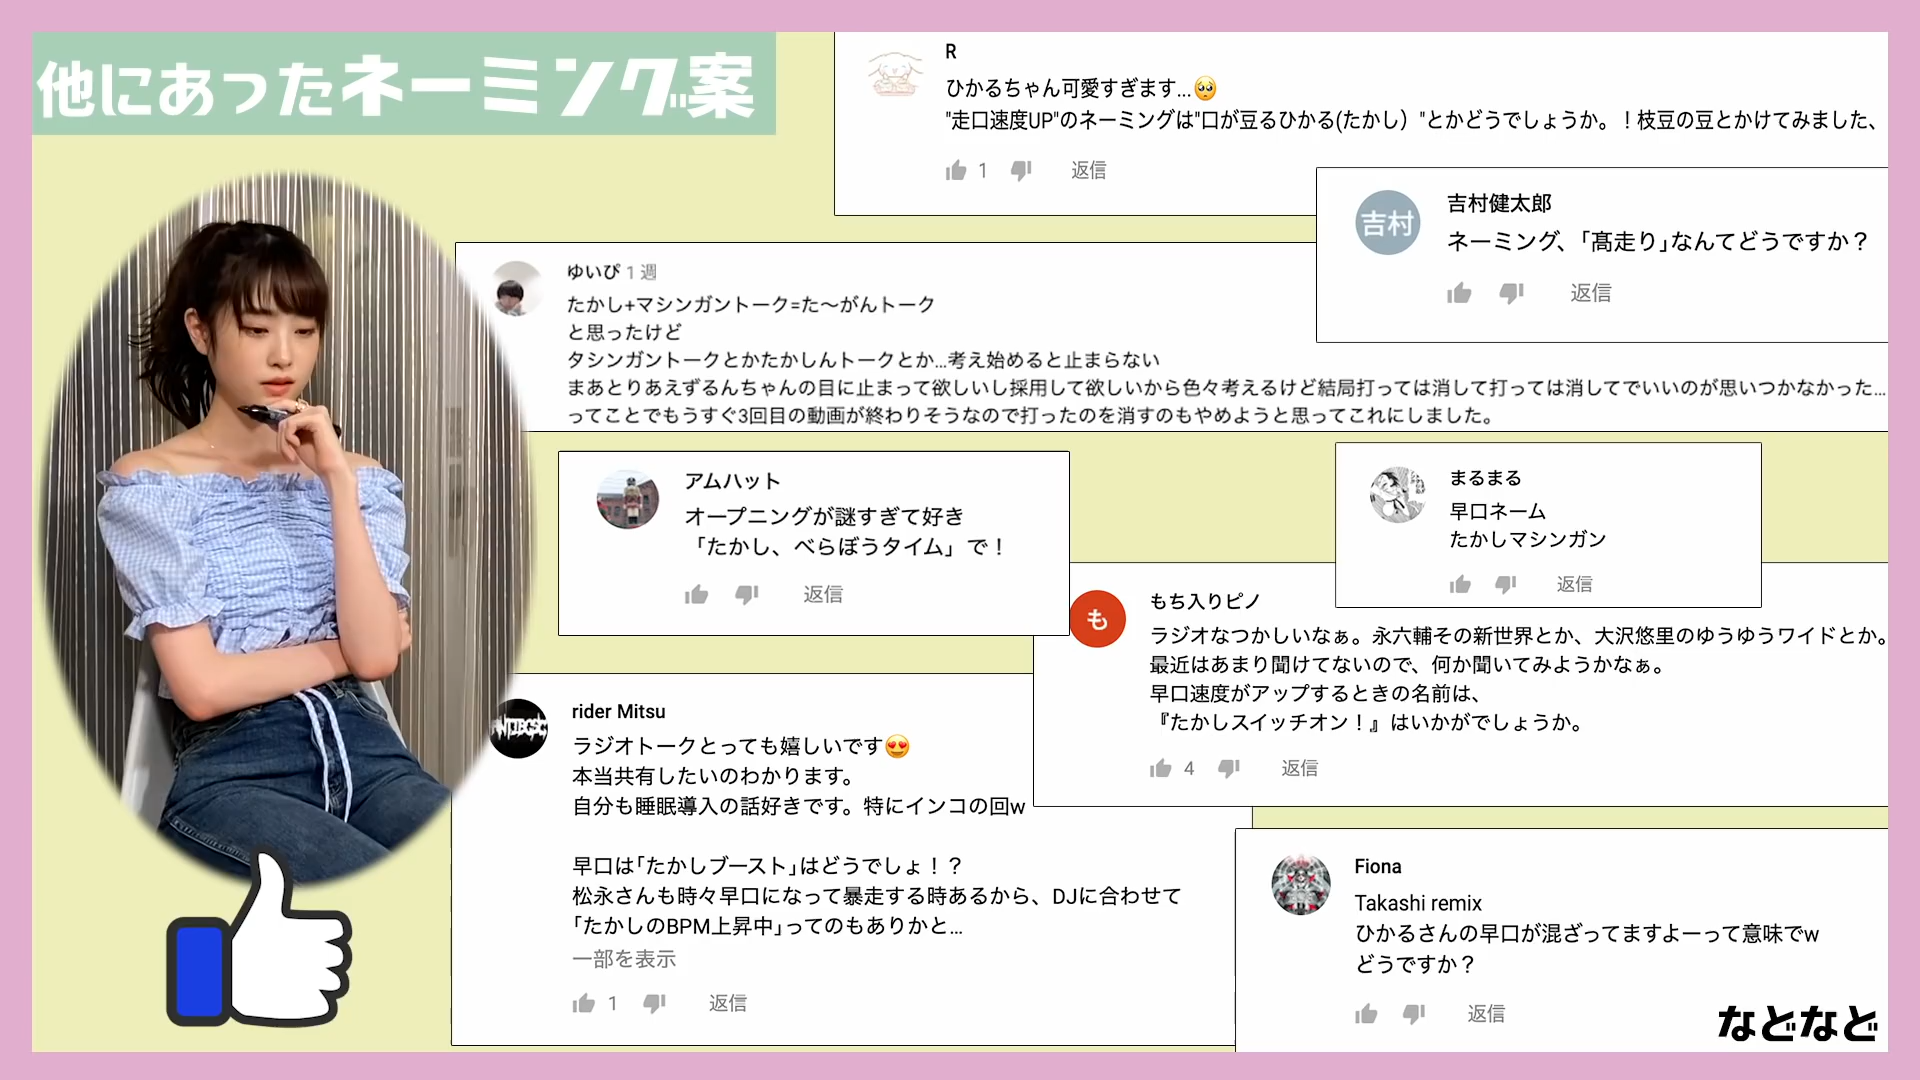 他にあったネーミング案
R
ひかるちゃん可愛すぎます...🥺
"走口速度UP"のネーミングは"口が豆るひかる(たかし）"とかどうでしょうか。！枝豆の豆とかけてみました、
1 返信
吉村
吉村健太郎
ネーミング、｢髙走り｣なんてどうですか？
返信
ゆいぴ 1 週
たかし+マシンガントーク=た〜がんトーク
と思ったけど
タシンガントークとかたかしんトークとか…考え始めると止まらない
まあとりあえずるんちゃんの目に止まって欲しいし採用して欲しいから色々考えるけど結局打っては消して打っては消してでいいのが思いつかなかった…
ってことでもうすぐ3回目の動画が終わりそうなので打ったのを消すのもやめようと思ってこれにしました。
アムハット
オープニングが謎すぎて好き
「たかし、べらぼうタイム」で！
返信
まるまる
早口ネーム
たかしマシンガン
返信
も
もち入りピノ
ラジオなつかしいなぁ。永六輔その新世界とか、大沢悠里のゆうゆうワイドとか。
最近はあまり聞けてないので、何か聞いてみようかなぁ。
早口速度がアップするときの名前は、
『たかしスイッチオン！』はいかがでしょうか。
4 返信
rider Mitsu
ラジオトークとっても嬉しいです😍
本当共有したいのわかります。
自分も睡眠導入の話好きです。特にインコの回w
早口は｢たかしブースト｣はどうでしょ！？
松永さんも時々早口になって暴走する時あるから、DJに合わせて
｢たかしのBPM上昇中｣ってのもありかと…
一部を表示
1 返信
Fiona
Takashi remix
ひかるさんの早口が混ざってますよーって意味でw
どうですか？
返信
などなど